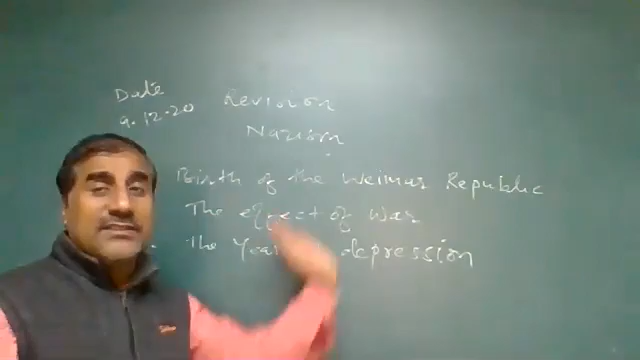 Date
9.12.20
Revision
Nazism
Birth of the Weimar Republic
The effect of War
The Year depression